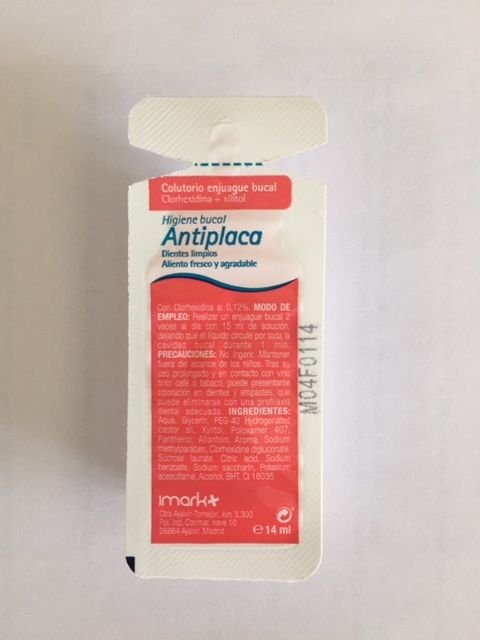 Colutorio enjuague bucal
Clorhexidina + xilitol
Higiene bucal
Antiplaca
Dientes limpios
Aliento fresco y agradable
Con Clorhexidina al 0,12%. MODO DE
EMPLEO: Realizar un enjuague bucal 2
veces al día con 15 ml de solución,
dejando que el líquido circule por toda la
cavidad bucal durante 1 min.
PRECAUCIONES: No ingerir. Mantener
fuera del alcance de los niños. Tras su
uso prolongado y en contacto con vino
tinto café o tabaco, puede presentarse
coloración en dientes y empastes, que
puede eliminarse con una profilaxis
dental adecuada. INGREDIENTES:
Aqua, Glycerin, PEG-40 Hydrogenated
castor oil, Xylitol, Poloxamer 407,
Panthenol, Allantoin, Aroma, Sodium
methylparaben, Clorhexidine digluconate,
Sucrose laurate, Citric acid, Sodium
benzoate, Sodium saccharin, Potasium
acesulfame, Alcohol, BHT, CI 16035.
imark+
Ctra Ajalvir-Torrejón, Km 3,300
Pol. Ind. Conmar, nave 10
28864 Ajalvir. Madrid
℮ 14 ml
M04F0114